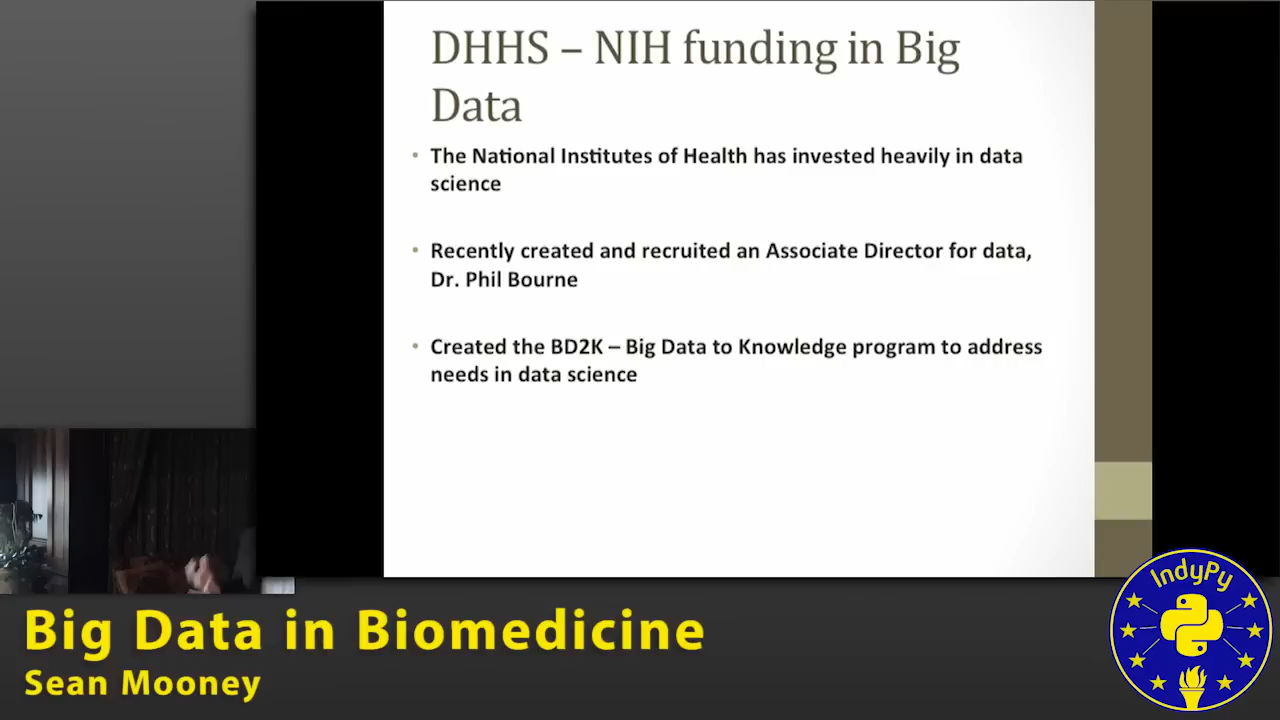 DHHS – NIH funding in Big
Data
• The National Institutes of Health has invested heavily in data
science
• Recently created and recruited an Associate Director for data,
Dr. Phil Bourne
• Created the BD2K – Big Data to Knowledge program to address
needs in data science
Big Data in Biomedicine
Sean Mooney
IndyPy